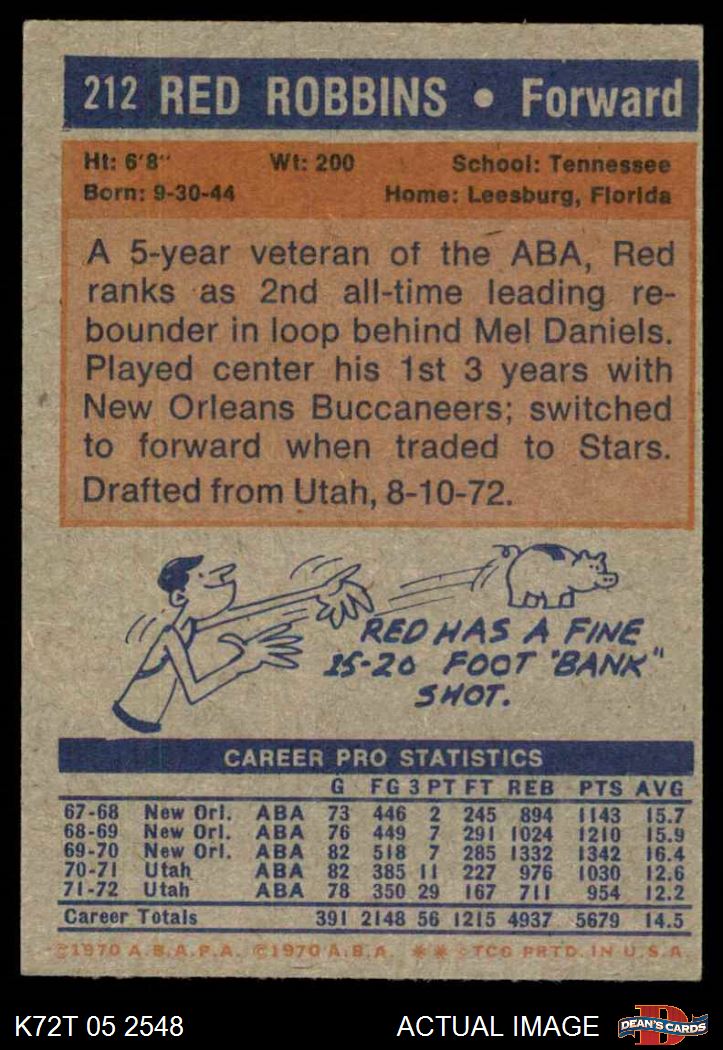 212 RED ROBBINS • Forward
Ht: 6'8" Wt: 200 School: Tennessee
Born: 9-30-44 Home: Leesburg, Florida
A 5-year veteran of the ABA, Red
ranks as 2nd all-time leading re-
bounder in loop behind Mel Daniels.
Played center his 1st 3 years with
New Orleans Buccaneers; switched
to forward when traded to Stars.
Drafted from Utah, 8-10-72.
RED HAS A FINE
15-20 FOOT "BANK"
SHOT.
CAREER PRO STATISTICS
G FG 3 PT FT REB PTS AVG
67-68 New Orl. ABA 73 446 2 245 894 1143 15.7
68-69 New Orl. ABA 76 449 7 291 1024 1210 15.9
69-70 New Orl. ABA 82 518 7 285 1332 1342 16.4
70-71 Utah ABA 82 385 11 227 976 1030 12.6
71-72 Utah ABA 78 350 29 167 711 954 12.2
Career Totals 391 2148 56 1215 4937 5679 14.5
©1970 A.B.A.P.A. ©1970 A.B.A. ** ©TCG PRTD. IN U.S.A.
K72T 05 2548 ACTUAL IMAGE DEAN'S CARDS